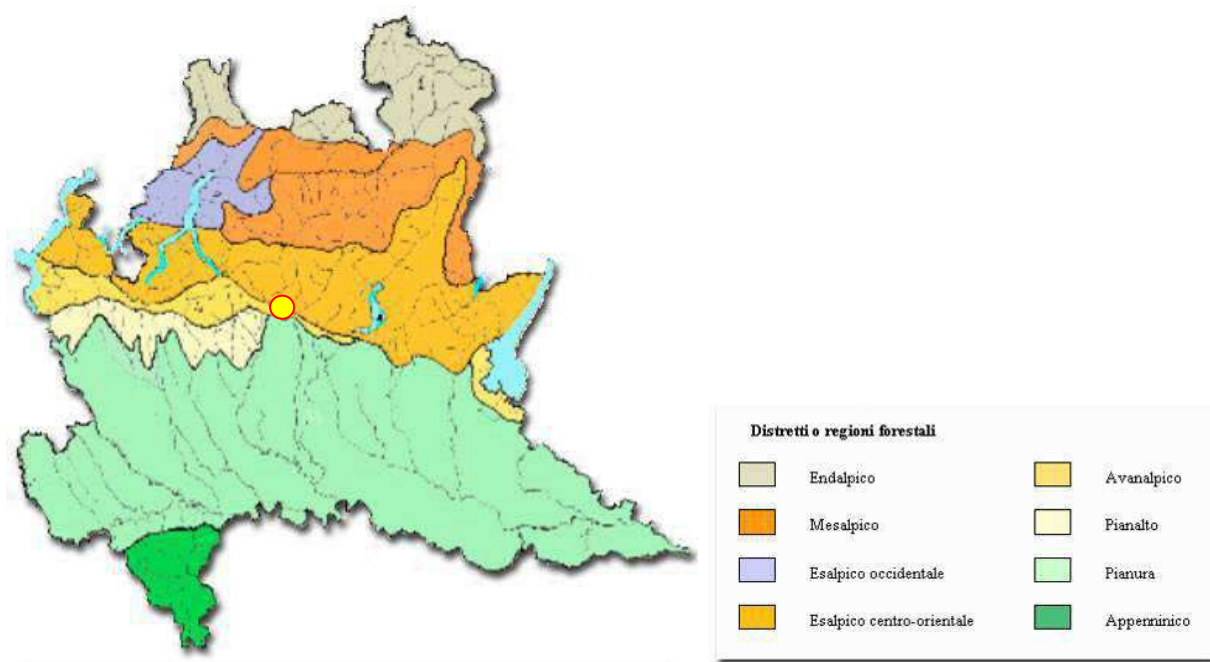 Distretti o regioni forestali
Endalpico
Mesalpico
Esalpico occidentale
Esalpico centro-orientale
Avanalpico
Pianalto
Pianura
Appenninico